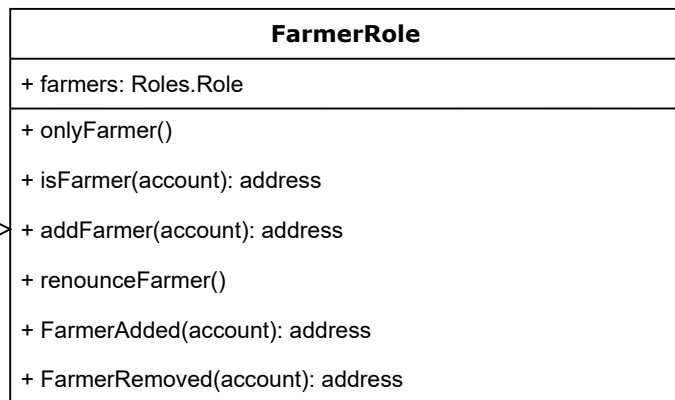 FarmerRole
+ farmers: Roles.Role
+ onlyFarmer()
+ isFarmer(account): address
+ addFarmer(account): address
+ renounceFarmer()
+ FarmerAdded(account): address
+ FarmerRemoved(account): address